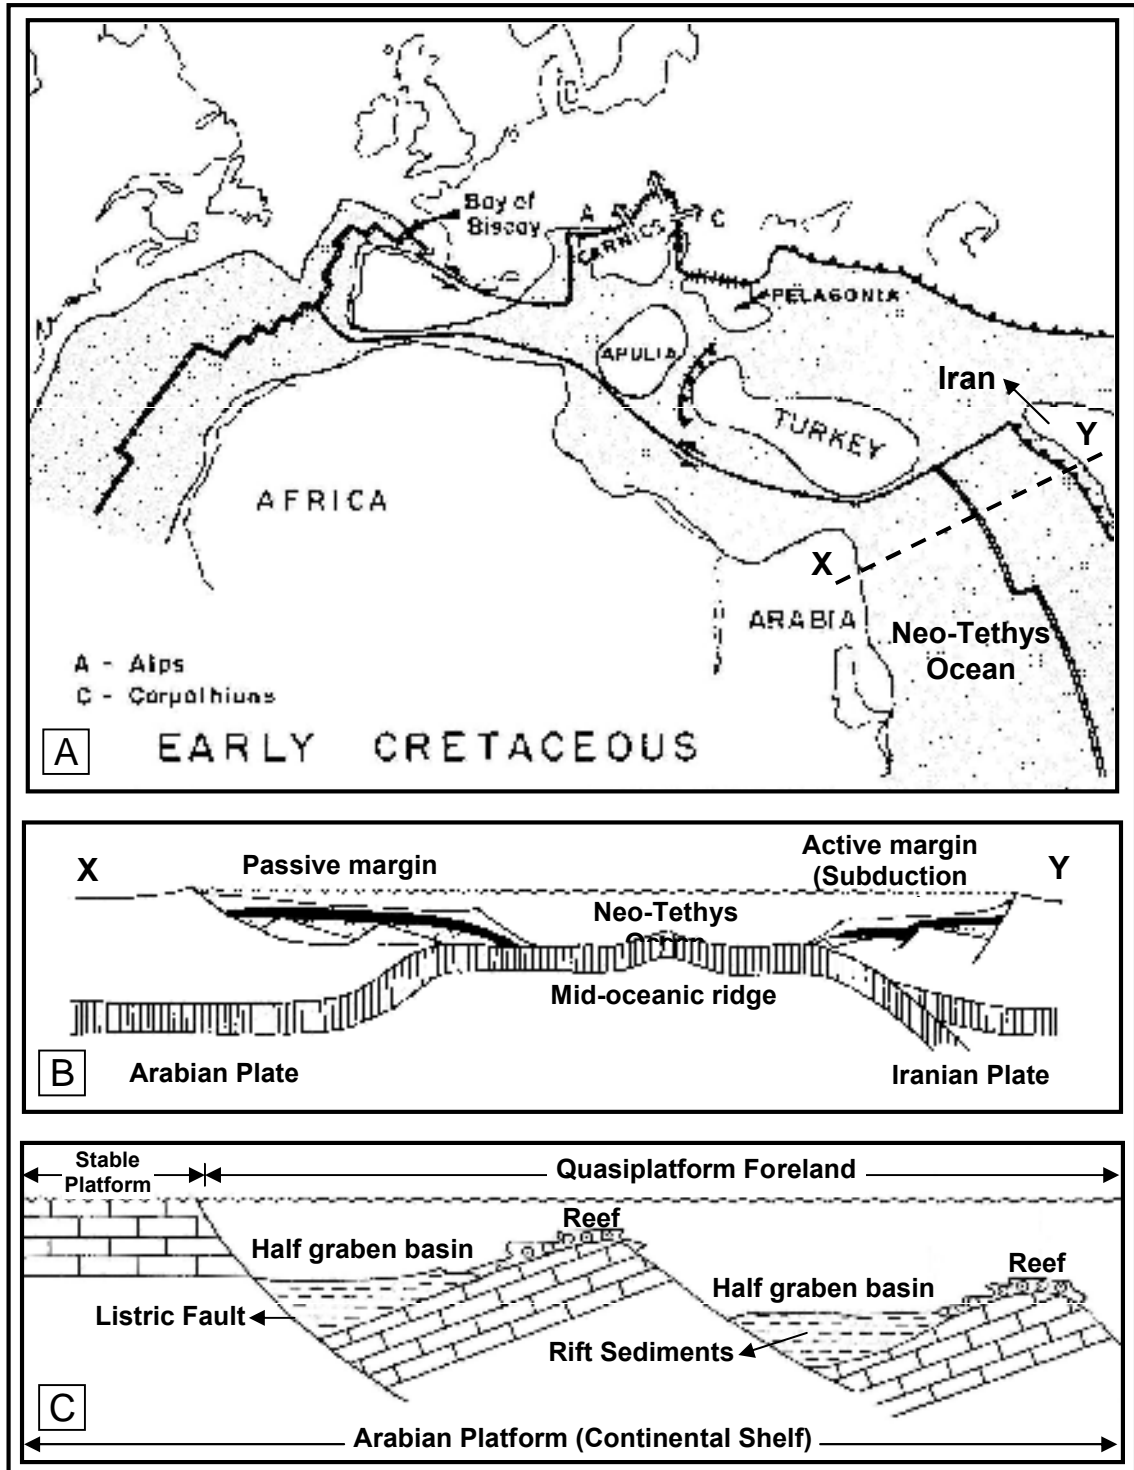 Bay of
Biscay
A
CARNICS
C
PELAGONIA
APULIA
Iran
TURKEY
Y
AFRICA
X
ARABIA
Neo-Tethys
Ocean
A - Alps
C - Carpathians
A
EARLY CRETACEOUS
X
Passive margin
Active margin
(Subduction
Y
Neo-Tethys
Ocean
Mid-oceanic ridge
B
Arabian Plate
Iranian Plate
Stable
Platform
Quasiplatform Foreland
Reef
Half graben basin
Reef
Half graben basin
Listric Fault
Rift Sediments
C
Arabian Platform (Continental Shelf)